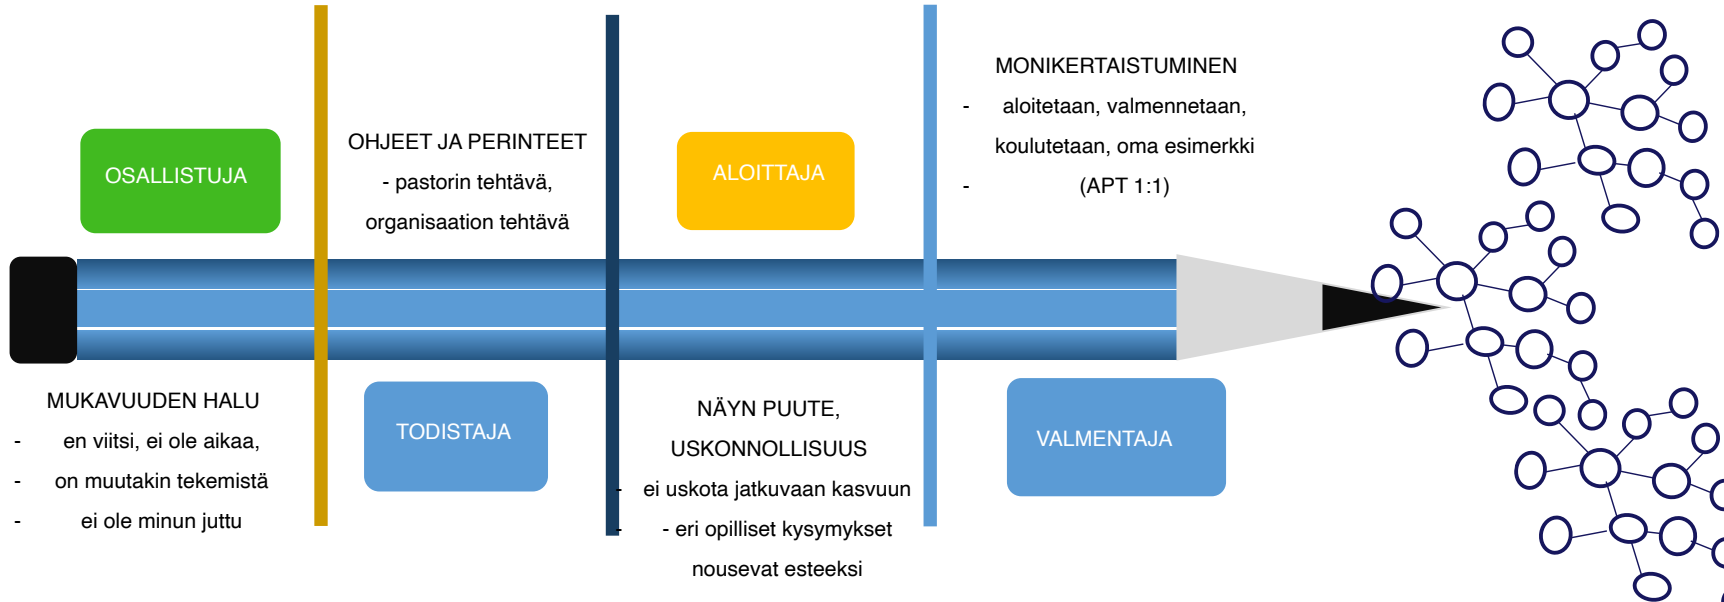 OSALLISTUJA
MUKAVUUDEN HALU
- en viitsi, ei ole aikaa,
- on muutakin tekemistä
- ei ole minun juttu
OHJEET JA PERINTEET
- pastorin tehtävä,
organisaation tehtävä
TODISTAJA
ALOITTAJA
NÄYN PUUTE,
USKONNOLLISUUS
- ei uskota jatkuvaan kasvuun
- - eri opilliset kysymykset
nousevat esteeksi
MONIKERTAISTUMINEN
- aloitetaan, valmennetaan,
koulutetaan, oma esimerkki
- (APT 1:1)
VALMENTAJA